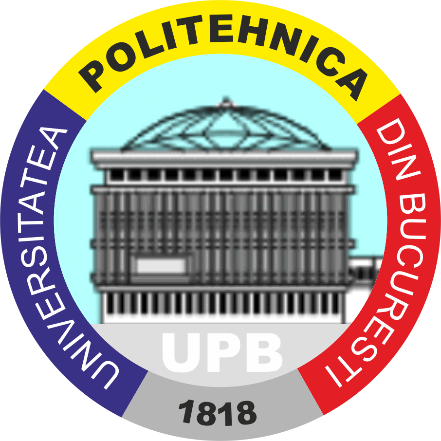 UNIVERSITATEA
POLITEHNICA
DIN BUCURESTI
UPB
1818